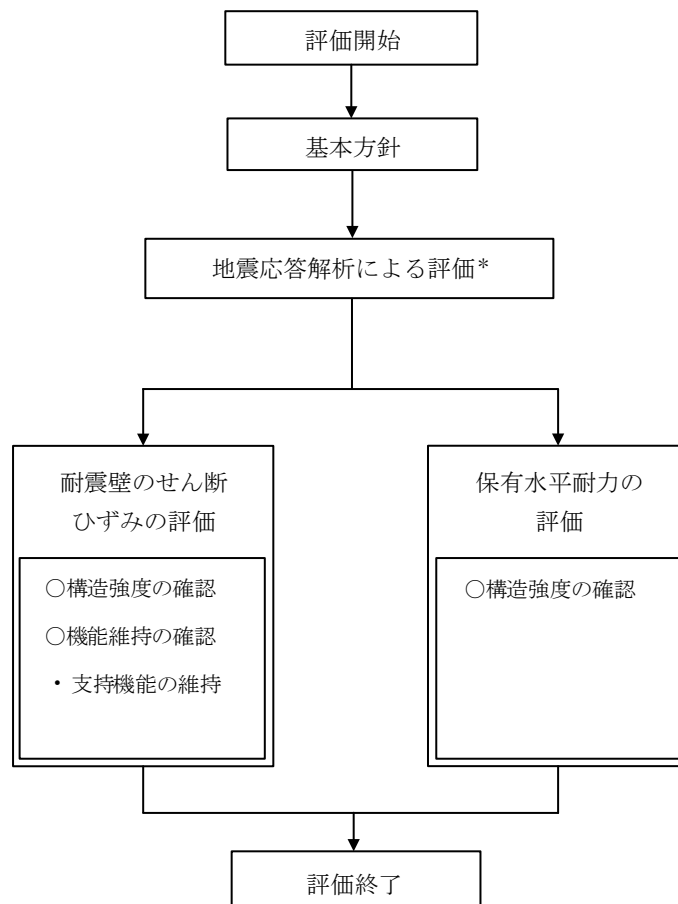 評価開始
基本方針
地震応答解析による評価*
耐震壁のせん断
ひずみの評価
○構造強度の確認
○機能維持の確認
・支持機能の維持
保有水平耐力の
評価
○構造強度の確認
評価終了